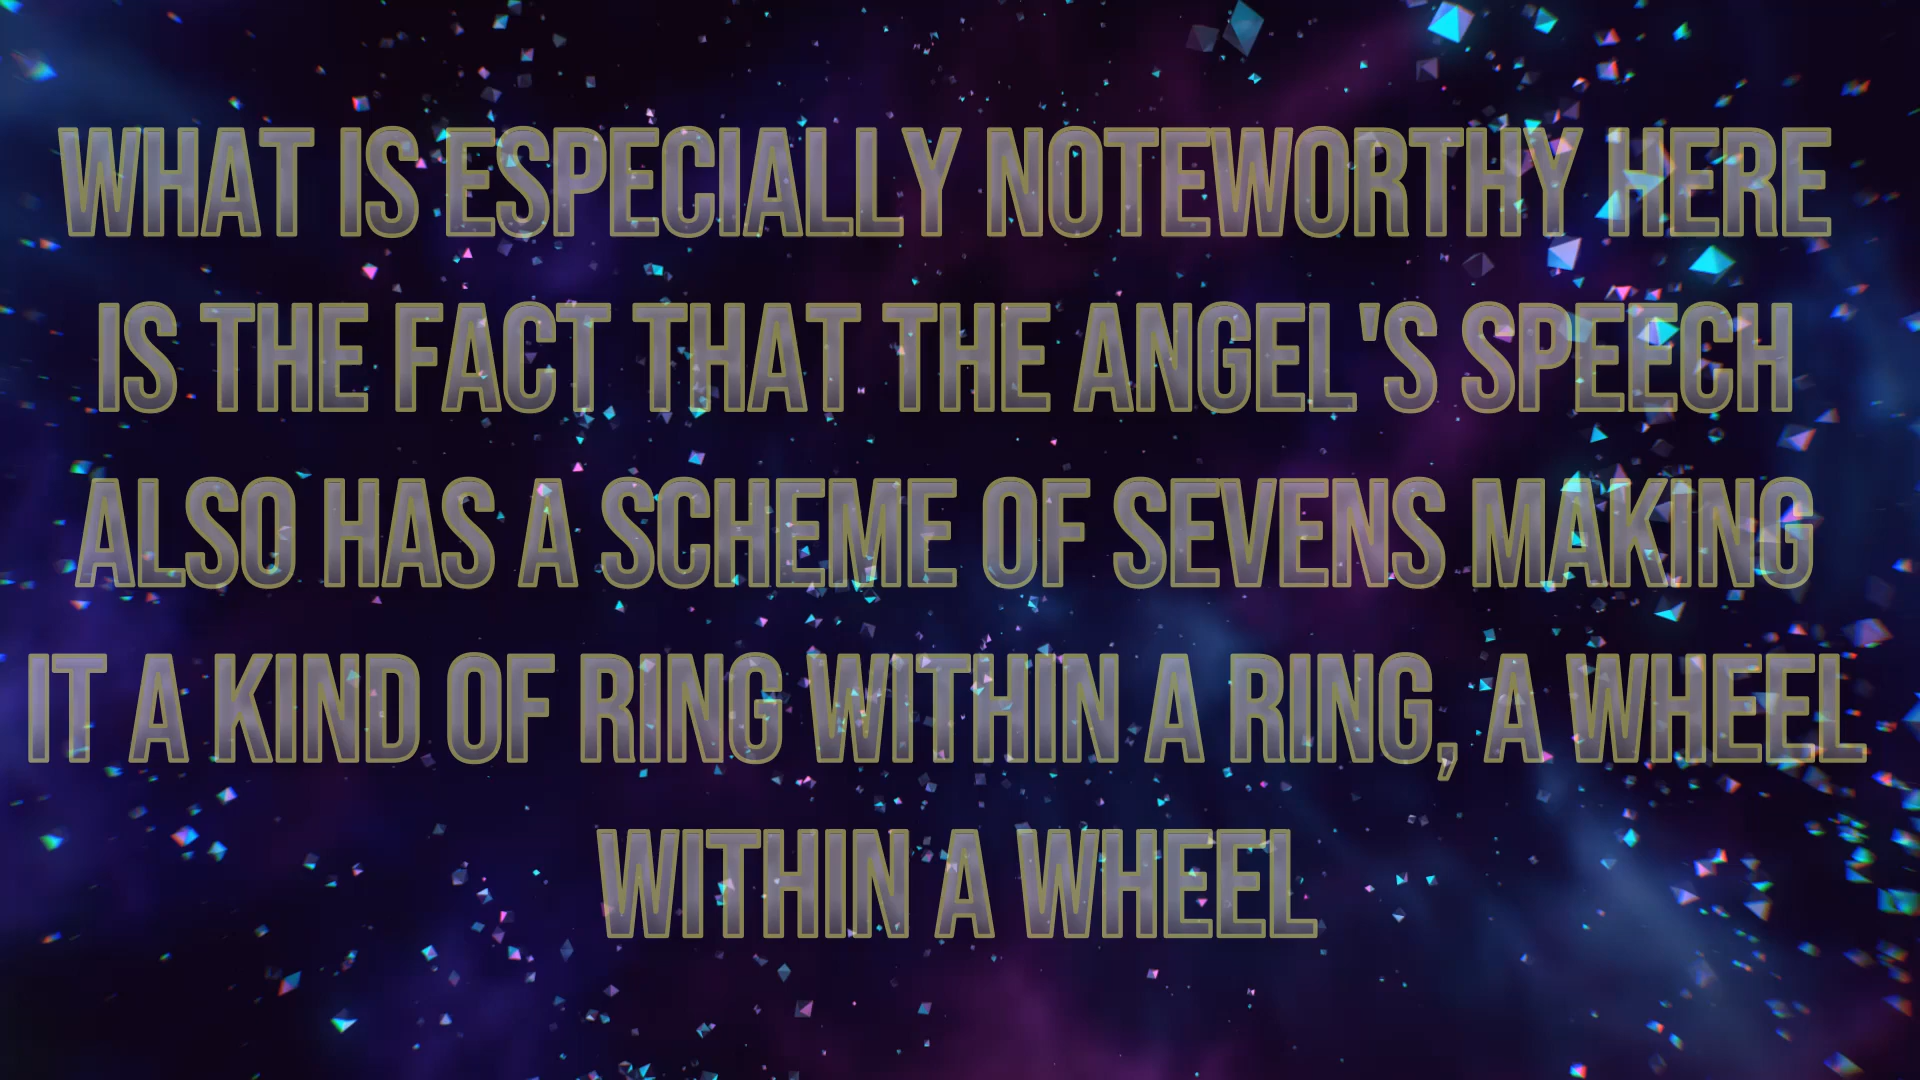 WHAT IS ESPECIALLY NOTEWORTHY HERE
IS THE FACT THAT THE ANGEL'S SPEECH
ALSO HAS A SCHEME OF SEVENS MAKING
IT A KIND OF RING WITHIN A RING, A WHEEL
WITHIN A WHEEL